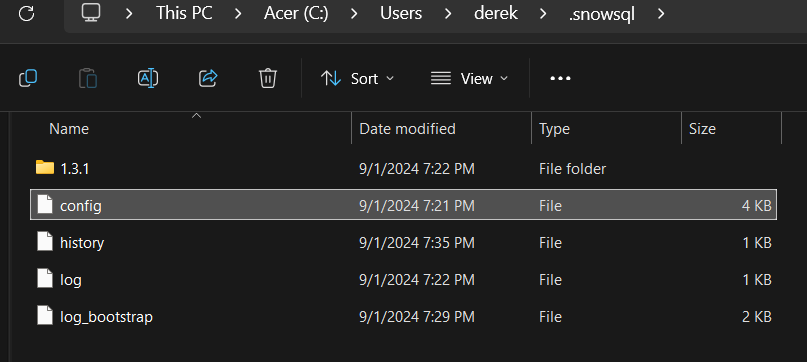 This PC > Acer (C:) > Users > derek > .snowsql >
Sort View
Name Date modified Type Size
1.3.1 9/1/2024 7:22 PM File folder
config 9/1/2024 7:21 PM File 4 KB
history 9/1/2024 7:35 PM File 1 KB
log 9/1/2024 7:22 PM File 1 KB
log_bootstrap 9/1/2024 7:29 PM File 2 KB